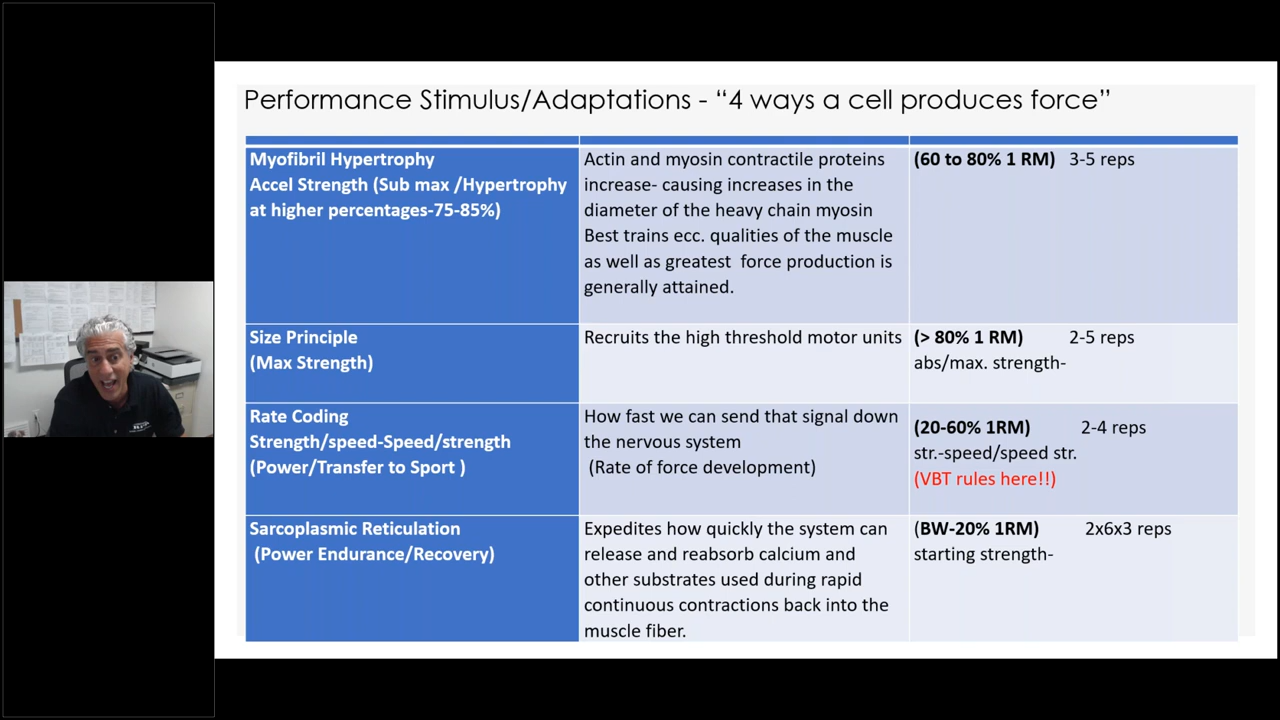 Performance Stimulus/Adaptations - “4 ways a cell produces force”
Myofibril Hypertrophy
Accel Strength (Sub max /Hypertrophy
at higher percentages-75-85%)
Actin and myosin contractile proteins
increase- causing increases in the
diameter of the heavy chain myosin
Best trains ecc. qualities of the muscle
as well as greatest force production is
generally attained.
(60 to 80% 1 RM) 3-5 reps
Size Principle
(Max Strength)
Recruits the high threshold motor units
(> 80% 1 RM) 2-5 reps
abs/max. strength-
Rate Coding
Strength/speed-Speed/strength
(Power/Transfer to Sport )
How fast we can send that signal down
the nervous system
(Rate of force development)
(20-60% 1RM) 2-4 reps
str.-speed/speed str.
(VBT rules here!!)
Sarcoplasmic Reticulation
(Power Endurance/Recovery)
Expedites how quickly the system can
release and reabsorb calcium and
other substrates used during rapid
continuous contractions back into the
muscle fiber.
(BW-20% 1RM) 2x6x3 reps
starting strength-